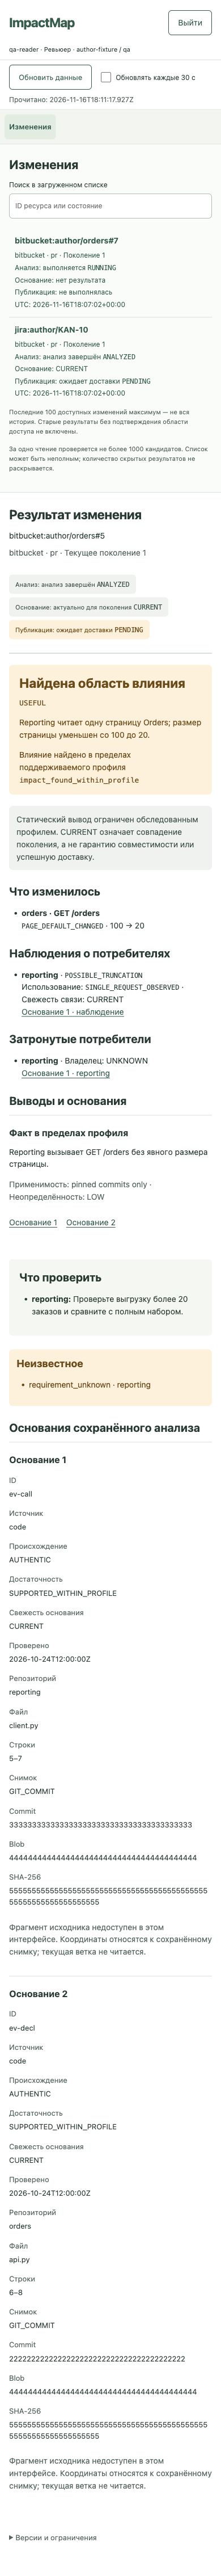 ImpactMap
Выйти
qa-reader · Ревьюер · author-fixture / qa
Обновить данные
Обновлять каждые 30 с
Прочитано: 2026-11-16T18:11:17.927Z
Изменения
Изменения
Поиск в загруженном списке
ID ресурса или состояние
bitbucket:author/orders#7
bitbucket · pr · Поколение 1
Анализ: выполняется RUNNING
Основание: нет результата
Публикация: не выполнялась
UTC: 2026-11-16T18:07:02+00:00
jira:author/KAN-10
bitbucket · pr · Поколение 1
Анализ: анализ завершён ANALYZED
Основание: CURRENT
Публикация: ожидает доставки PENDING
UTC: 2026-11-16T18:07:02+00:00
Последние 100 доступных изменений максимум — не вся
история. Старые результаты без подтверждения области
доступа не включены.
За одно чтение проверяется не более 1000 кандидатов. Список
может быть неполным; количество скрытых результатов не
раскрывается.
Результат изменения
bitbucket:author/orders#5
bitbucket · pr · Текущее поколение 1
Анализ: анализ завершён ANALYZED
Основание: актуально для поколения CURRENT
Публикация: ожидает доставки PENDING
Найдена область влияния
USEFUL
Reporting читает одну страницу Orders; размер
страницы уменьшен со 100 до 20.
Влияние найдено в пределах
поддерживаемого профиля
impact_found_within_profile
Статический вывод ограничен обследованным
профилем. CURRENT означает совпадение
поколения, а не гарантию совместимости или
успешную доставку.
Что изменилось
• orders · GET /orders
PAGE_DEFAULT_CHANGED · 100 → 20
Наблюдения о потребителях
• reporting · POSSIBLE_TRUNCATION
Использование: SINGLE_REQUEST_OBSERVED ·
Свежесть связи: CURRENT
Основание 1 · наблюдение
Затронутые потребители
• reporting · Владелец: UNKNOWN
Основание 1 · reporting
Выводы и основания
Факт в пределах профиля
Reporting вызывает GET /orders без явного размера
страницы.
Применимость: pinned commits only ·
Неопределённость: LOW
Основание 1 Основание 2
Что проверить
• reporting: Проверьте выгрузку более 20
заказов и сравните с полным набором.
Неизвестное
• requirement_unknown · reporting
Основания сохранённого анализа
Основание 1
ID
ev-call
Источник
code
Происхождение
AUTHENTIC
Достаточность
SUPPORTED_WITHIN_PROFILE
Свежесть основания
CURRENT
Проверено
2026-10-24T12:00:00Z
Репозиторий
reporting
Файл
client.py
Строки
5–7
Снимок
GIT_COMMIT
Commit
3333333333333333333333333333333333333333
Blob
4444444444444444444444444444444444444444
SHA-256
55555555555555555555555555555555555555555555
55555555555555555555
Фрагмент исходника недоступен в этом
интерфейсе. Координаты относятся к сохранённому
снимку; текущая ветка не читается.
Основание 2
ID
ev-decl
Источник
code
Происхождение
AUTHENTIC
Достаточность
SUPPORTED_WITHIN_PROFILE
Свежесть основания
CURRENT
Проверено
2026-10-24T12:00:00Z
Репозиторий
orders
Файл
api.py
Строки
6–8
Снимок
GIT_COMMIT
Commit
2222222222222222222222222222222222222222
Blob
4444444444444444444444444444444444444444
SHA-256
55555555555555555555555555555555555555555555
55555555555555555555
Фрагмент исходника недоступен в этом
интерфейсе. Координаты относятся к сохранённому
снимку; текущая ветка не читается.
▶ Версии и ограничения